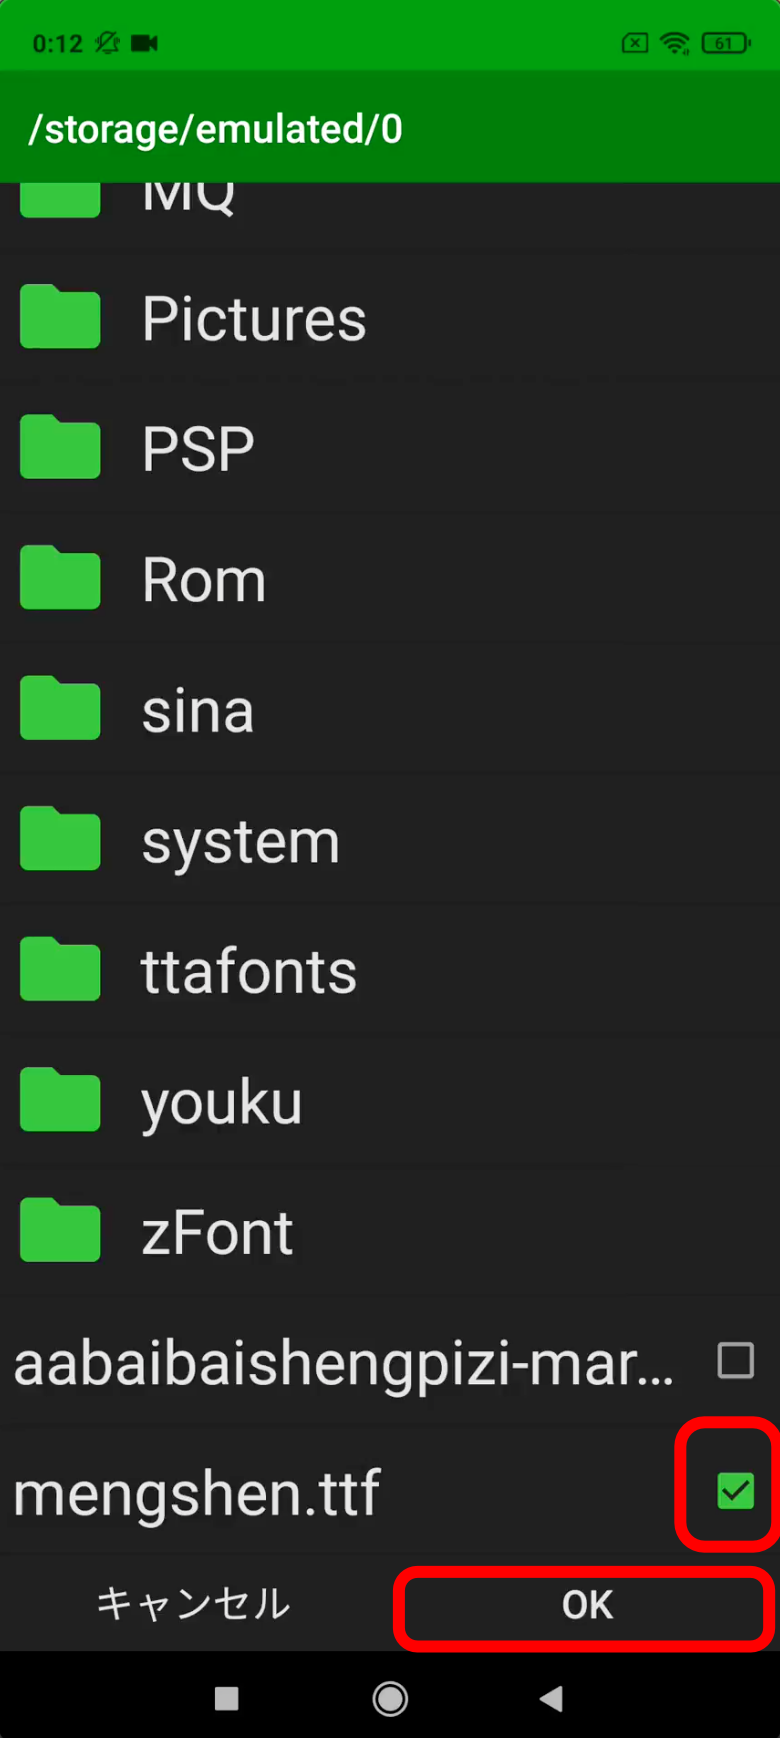 0:12
61
/storage/emulated/0
MQ
Pictures
PSP
Rom
sina
system
ttafonts
youku
zFont
aabaibaishengpizi-mar...
mengshen.ttf
キャンセル
OK